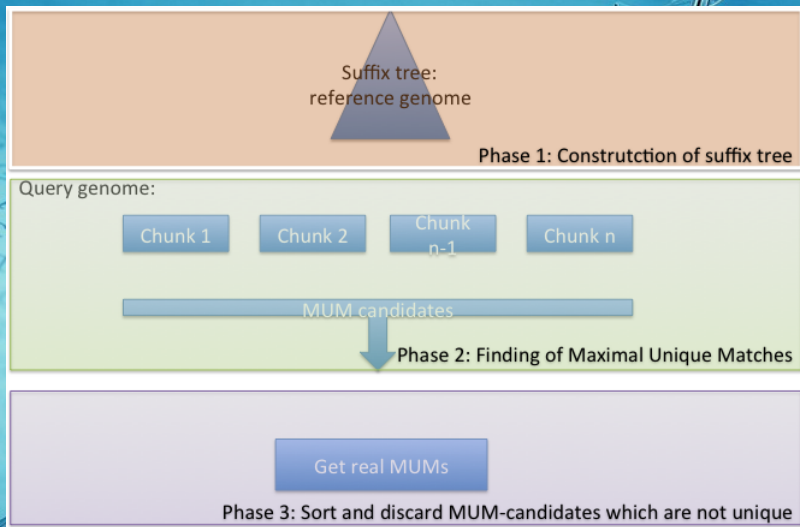 Suffix tree:
reference genome
Phase 1: Construtction of suffix tree
Query genome:
Chunk 1
Chunk 2
Chunk
n-1
Chunk n
MUM candidates
Phase 2: Finding of Maximal Unique Matches
Get real MUMs
Phase 3: Sort and discard MUM-candidates which are not unique